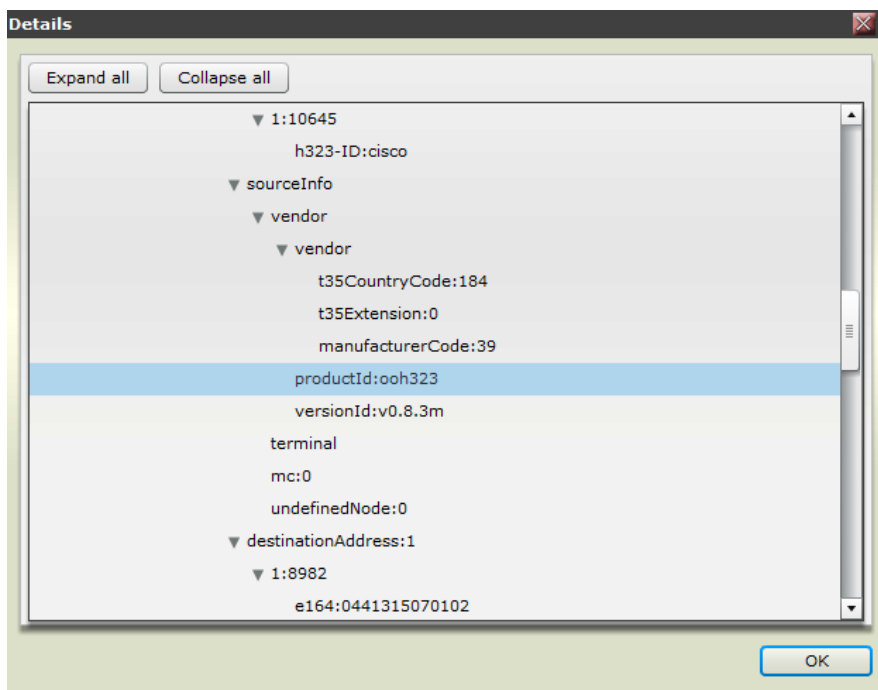 Details
Expand all Collapse all
1:10645
h323-ID:cisco
sourceInfo
vendor
vendor
t35CountryCode:184
t35Extension:0
manufacturerCode:39
productId:ooh323
versionId:v0.8.3m
terminal
mc:0
undefinedNode:0
destinationAddress:1
1:8982
e164:0441315070102
OK